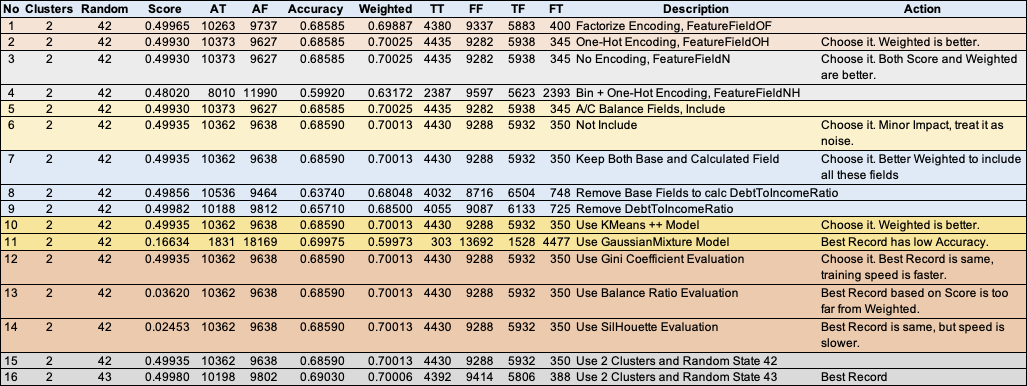 No Clusters Random Score AT AF Accuracy Weighted TT FF TF FT Description Action
1 2 42 0.49965 10263 9737 0.68585 0.69887 4380 9337 5883 400 Factorize Encoding, FeatureFieldOF
2 2 42 0.49930 10373 9627 0.68585 0.70025 4435 9282 5938 345 One-Hot Encoding, FeatureFieldOH Choose it. Weighted is better.
3 2 42 0.49930 10373 9627 0.68585 0.70025 4435 9282 5938 345 No Encoding, FeatureFieldN Choose it. Both Score and Weighted
are better.
4 2 42 0.48020 8010 11990 0.59920 0.63172 2387 9597 5623 2393 Bin + One-Hot Encoding, FeatureFieldNH
5 2 42 0.49930 10373 9627 0.68585 0.70025 4435 9282 5938 345 A/C Balance Fields, Include
6 2 42 0.49935 10362 9638 0.68590 0.70013 4430 9288 5932 350 Not Include Choose it. Minor Impact, treat it as
noise.
7 2 42 0.49935 10362 9638 0.68590 0.70013 4430 9288 5932 350 Keep Both Base and Calculated Field Choose it. Better Weighted to include
all these fields
8 2 42 0.49856 10536 9464 0.63740 0.68048 4032 8716 6504 748 Remove Base Fields to calc DebtToIncomeRatio
9 2 42 0.49982 10188 9812 0.65710 0.68500 4055 9087 6133 725 Remove DebtToIncomeRatio
10 2 42 0.49935 10362 9638 0.68590 0.70013 4430 9288 5932 350 Use KMeans ++ Model Choose it. Weighted is better.
11 2 42 0.16634 1831 18169 0.69975 0.59973 303 13692 1528 4477 Use GaussianMixture Model Best Record has low Accuracy.
12 2 42 0.49935 10362 9638 0.68590 0.70013 4430 9288 5932 350 Use Gini Coefficient Evaluation Choose it. Best Record is same,
training speed is faster.
13 2 42 0.03620 10362 9638 0.68590 0.70013 4430 9288 5932 350 Use Balance Ratio Evaluation Best Record based on Score is too
far from Weighted.
14 2 42 0.02453 10362 9638 0.68590 0.70013 4430 9288 5932 350 Use SilHouette Evaluation Best Record is same, but speed is
slower.
15 2 42 0.49935 10362 9638 0.68590 0.70013 4430 9288 5932 350 Use 2 Clusters and Random State 42
16 2 43 0.49980 10198 9802 0.69030 0.70006 4392 9414 5806 388 Use 2 Clusters and Random State 43 Best Record